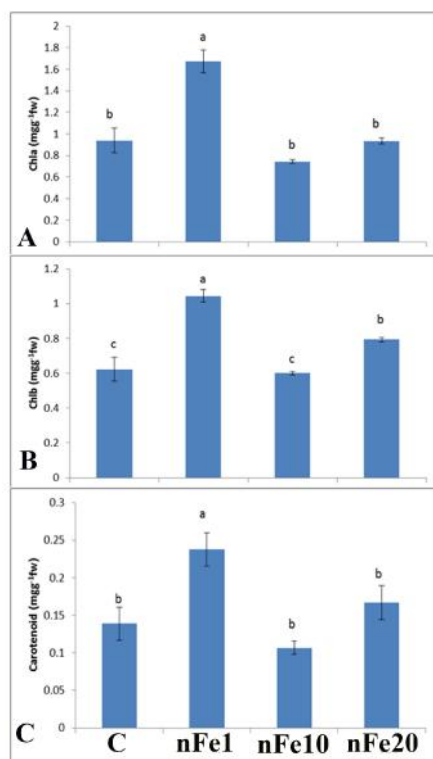 2
1.8
a
1.6
1.4
1.2
b
1
b
b
0.8
0.6
0.4
0.2
0
Chla (mgg⁻¹fw)
A
1.2
a
1
b
0.8
c
c
0.6
0.4
0.2
0
Chlb (mgg⁻¹fw)
B
0.3
a
0.25
b
0.2
b
b
0.15
0.1
0.05
0
Carotenoid (mgg⁻¹fw)
C
C nFe1 nFe10 nFe20